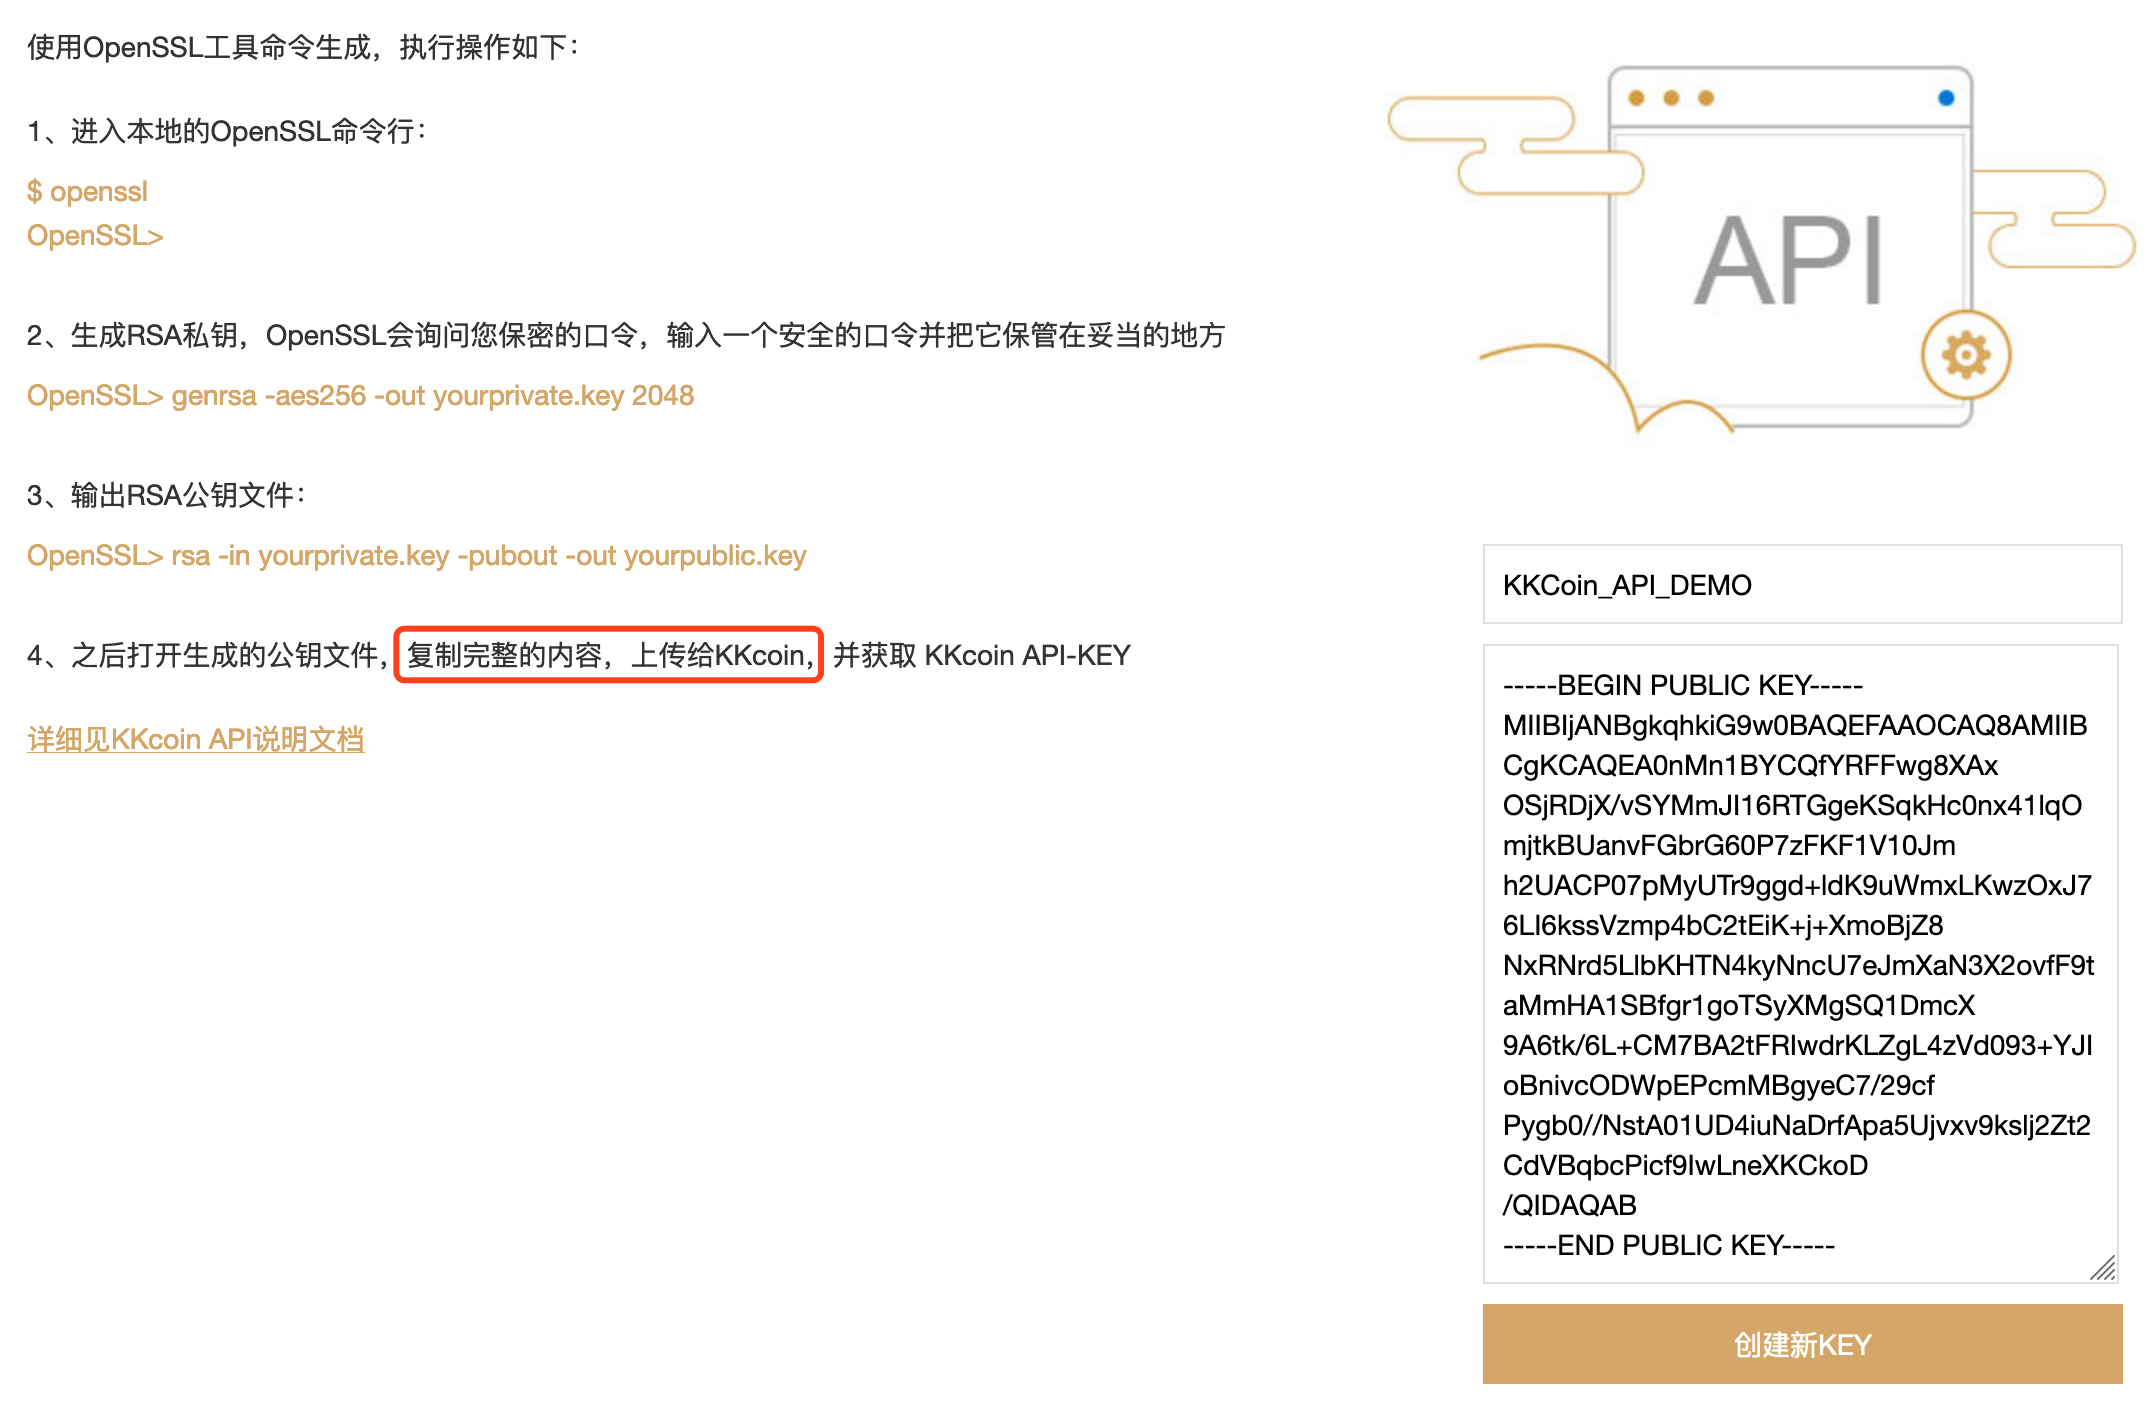 使用OpenSSL工具命令生成，执行操作如下：
1、进入本地的OpenSSL命令行：
$ openssl
OpenSSL>
2、生成RSA私钥，OpenSSL会询问您保密的口令，输入一个安全的口令并把它保管在妥当的地方
OpenSSL> genrsa -aes256 -out yourprivate.key 2048
3、输出RSA公钥文件：
OpenSSL> rsa -in yourprivate.key -pubout -out yourpublic.key
4、之后打开生成的公钥文件，复制完整的内容，上传给KKcoin，并获取 KKcoin API-KEY
详细见KKcoin API说明文档
API
KKCoin_API_DEMO
-----BEGIN PUBLIC KEY-----
MIIBIjANBgkqhkiG9w0BAQEFAAOCAQ8AMIIB
CgKCAQEA0nMn1BYCQfYRFFwg8XAx
OSjRDjX/vSYMmJI16RTGgeKSqkHc0nx41lqO
mjtkBUanvFGbrG60P7zFKF1V10Jm
h2UACP07pMyUTr9ggd+ldK9uWmxLKwzOxJ7
6LI6kssVzmp4bC2tEiK+j+XmoBjZ8
NxRNrd5LlbKHTN4kyNncU7eJmXaN3X2ovfF9t
aMmHA1SBfgr1goTSyXMgSQ1DmcX
9A6tk/6L+CM7BA2tFRIwdrKLZgL4zVd093+YJI
oBnivcODWpEPcmMBgyeC7/29cf
Pygb0//NstA01UD4iuNaDrfApa5Ujvxv9kslj2Zt2
CdVBqbcPicf9IwLneXKCkoD
/QIDAQAB
-----END PUBLIC KEY-----
创建新KEY